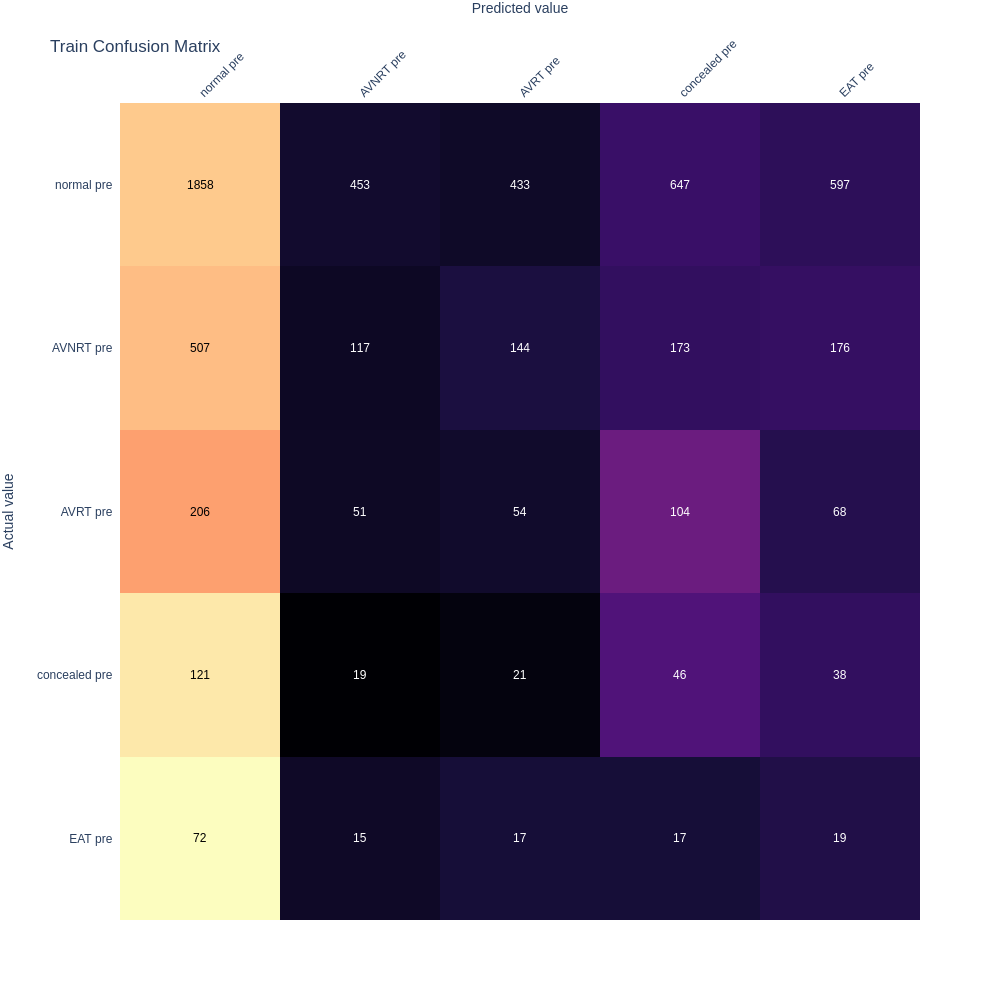 Predicted value
Train Confusion Matrix
normal pre AVNRT pre AVRT pre concealed pre EAT pre
normal pre 1858 453 433 647 597
AVNRT pre 507 117 144 173 176
Actual value
AVRT pre 206 51 54 104 68
concealed pre 121 19 21 46 38
EAT pre 72 15 17 17 19